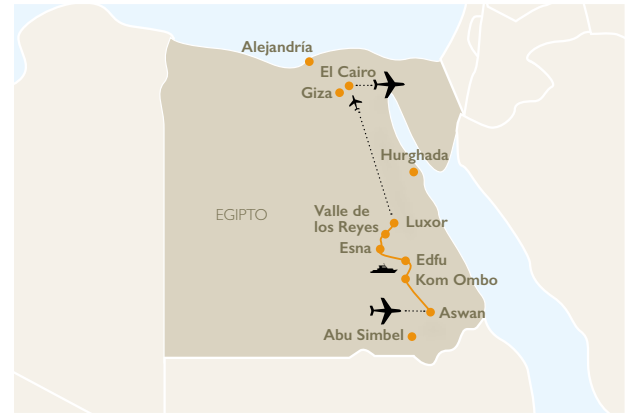 Alejandría
El Cairo
Giza
Hurghada
EGIPTO
Valle de
los Reyes
Luxor
Esna
Edfu
Kom Ombo
Aswan
Abu Simbel